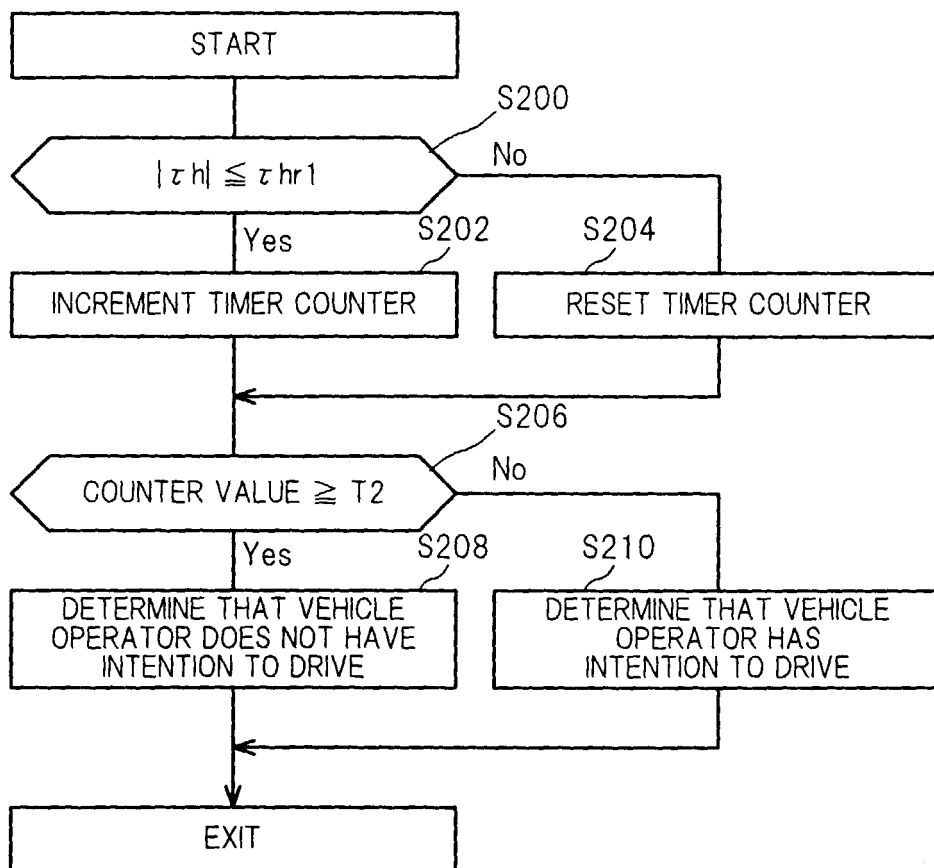 START
S200
|τh| ≦ τhr1
No
Yes
S202
S204
INCREMENT TIMER COUNTER
RESET TIMER COUNTER
S206
COUNTER VALUE ≧ T2
No
Yes
S208
S210
DETERMINE THAT VEHICLE
OPERATOR DOES NOT HAVE
INTENTION TO DRIVE
DETERMINE THAT VEHICLE
OPERATOR HAS
INTENTION TO DRIVE
EXIT